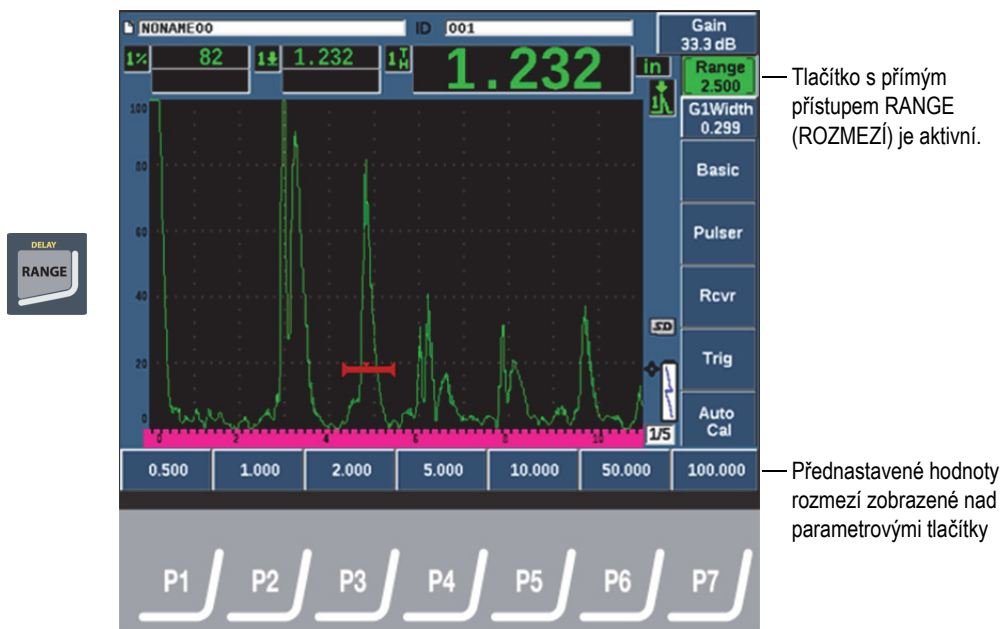 NONAME00 ID 001
Gain
33.3 dB
1% 82 1 1.232 1 T M 1.232 in
Range
2.500
G1Width
0.299
Basic
Pulser
Rcvr
Trig
Auto
Cal
100
80
60
40
20
0
0 2 4 6 8 10
SD
1/5
0.500 1.000 2.000 5.000 10.000 50.000 100.000
P1 P2 P3 P4 P5 P6 P7
DELAY
RANGE
Tlačítko s přímým
přístupem RANGE
(ROZMEZÍ) je aktivní.
Přednastavené hodnoty
rozmezí zobrazené nad
parametrovými tlačítky